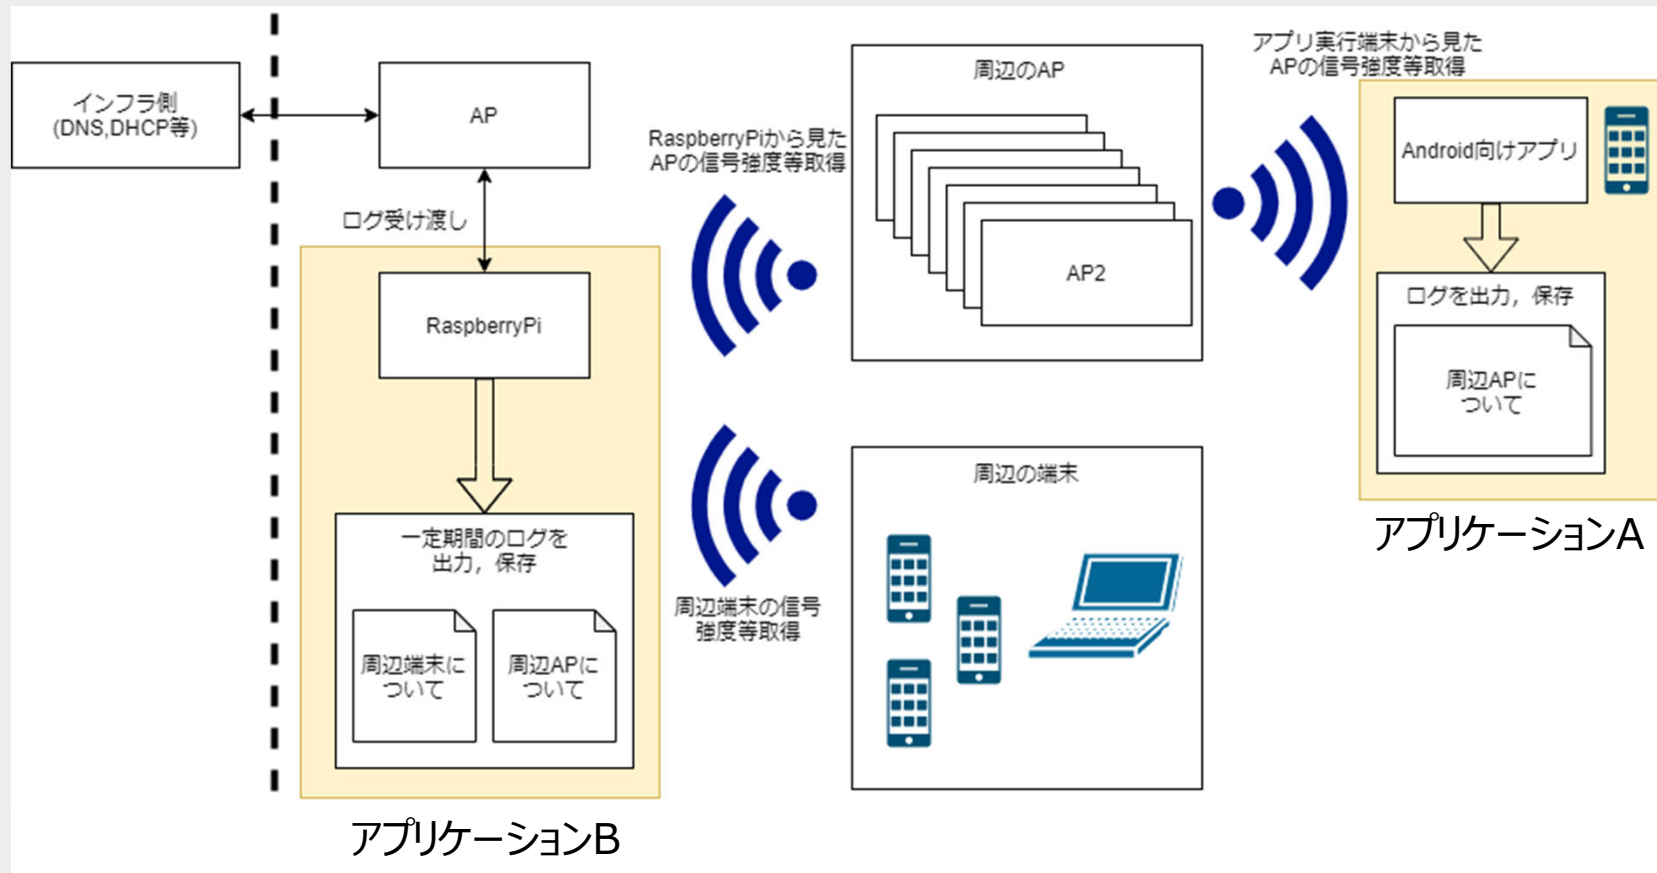 インフラ側
(DNS,DHCP等)
AP
ログ受け渡し
RaspberryPi
一定期間のログを
出力，保存
周辺端末に
ついて
周辺APに
ついて
アプリケーションB
RaspberryPiから見た
APの信号強度等取得
周辺端末の信号
強度等取得
周辺のAP
AP2
周辺の端末
アプリ実行端末から見た
APの信号強度等取得
Android向けアプリ
ログを出力，保存
周辺APに
ついて
アプリケーションA